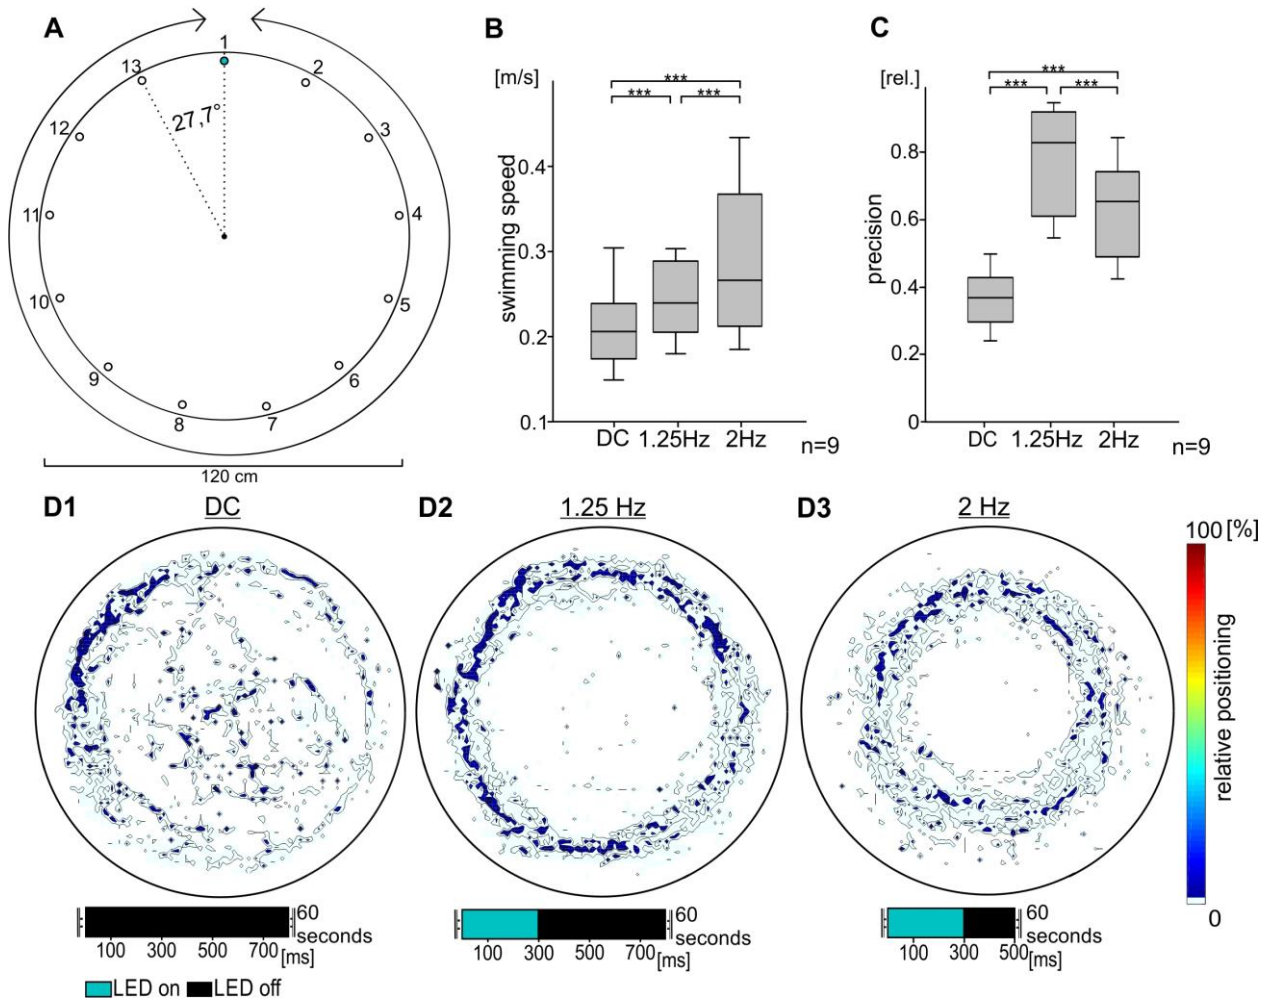 A
1
2
3
4
5
6
7
8
9
10
11
12
13
27,7°
120 cm
B
[m/s]
***
*** ***
swimming speed
0.4
0.3
0.2
0.1
DC 1.25Hz 2Hz n=9
C
[rel.]
***
*** ***
precision
0.8
0.6
0.4
0.2
0
DC 1.25Hz 2Hz n=9
D1 DC
D2 1.25 Hz
D3 2 Hz
100 [%]
relative positioning
0
60
seconds
100 300 500 700 [ms]
60
seconds
100 300 500 700 [ms]
60
seconds
100 300 500 [ms]
LED on LED off